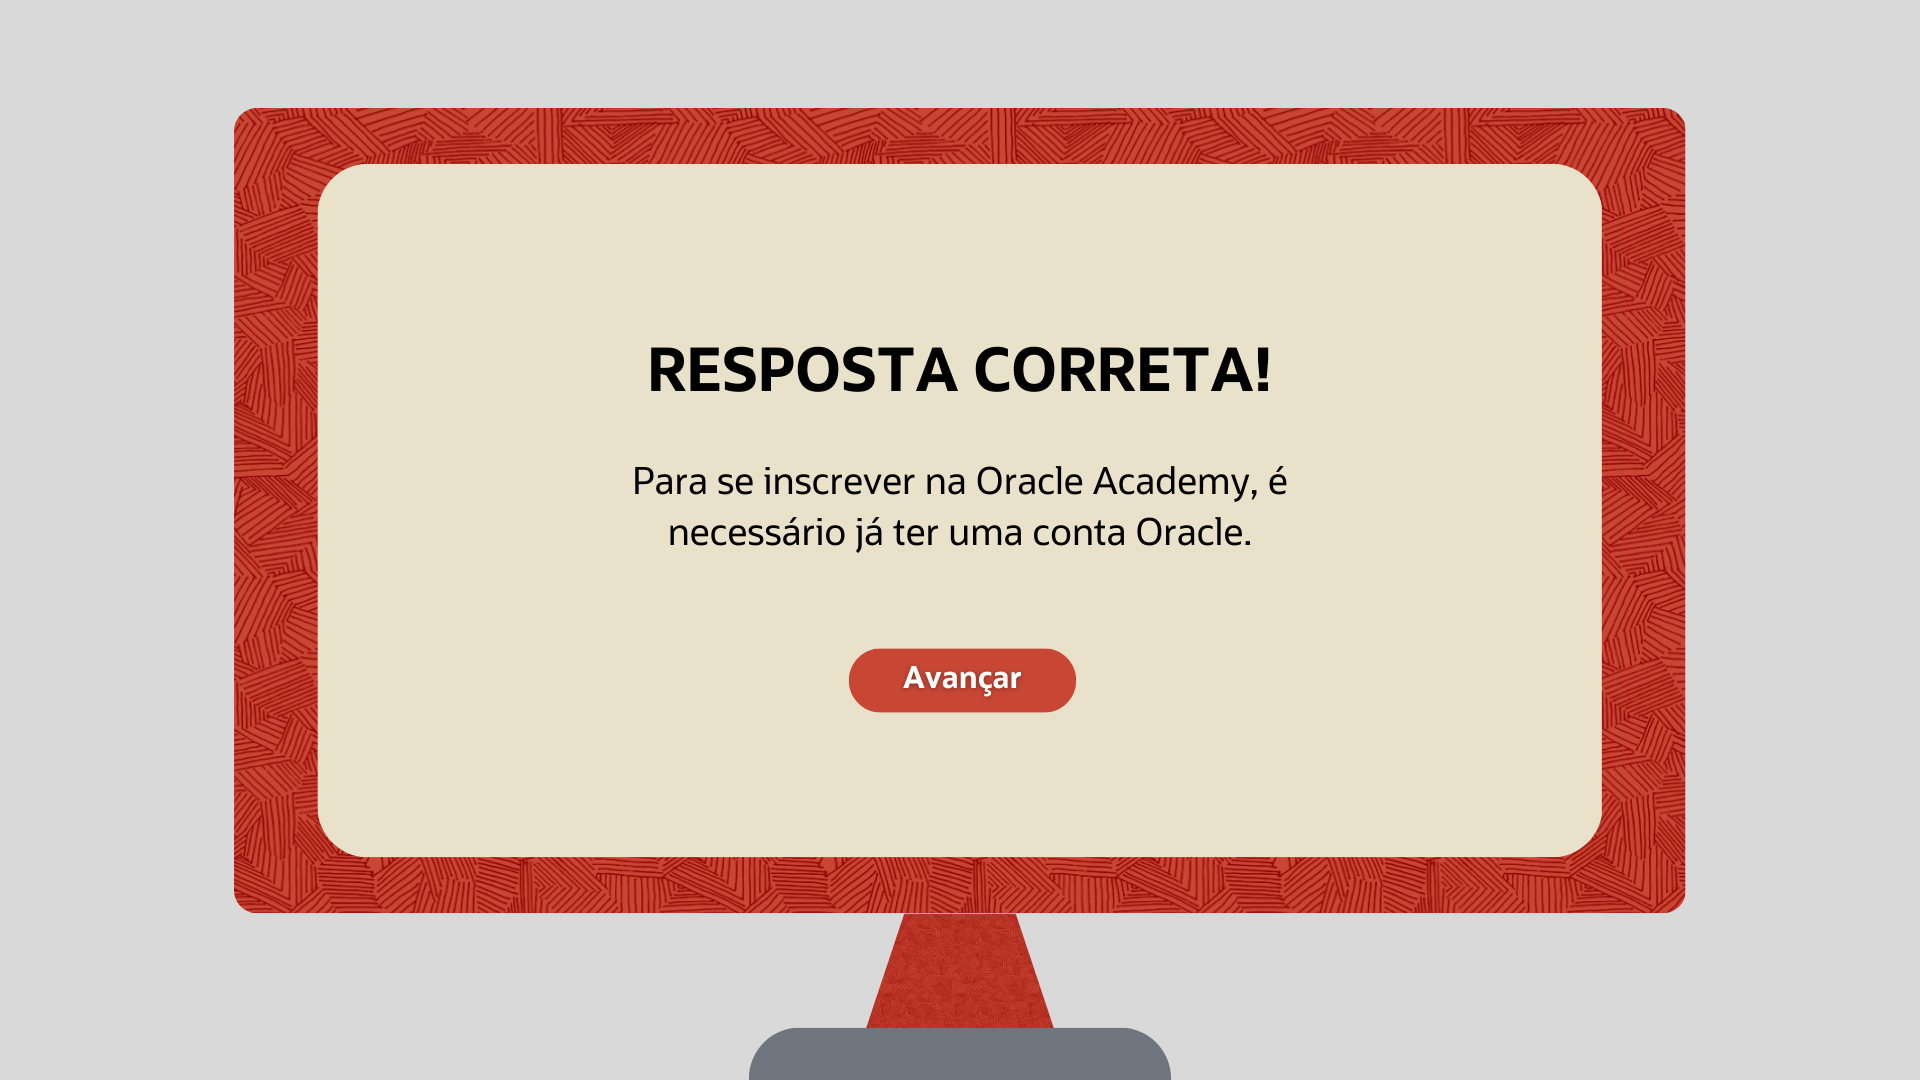 RESPOSTA CORRETA!
Para se inscrever na Oracle Academy, é
necessário já ter uma conta Oracle.
Avançar